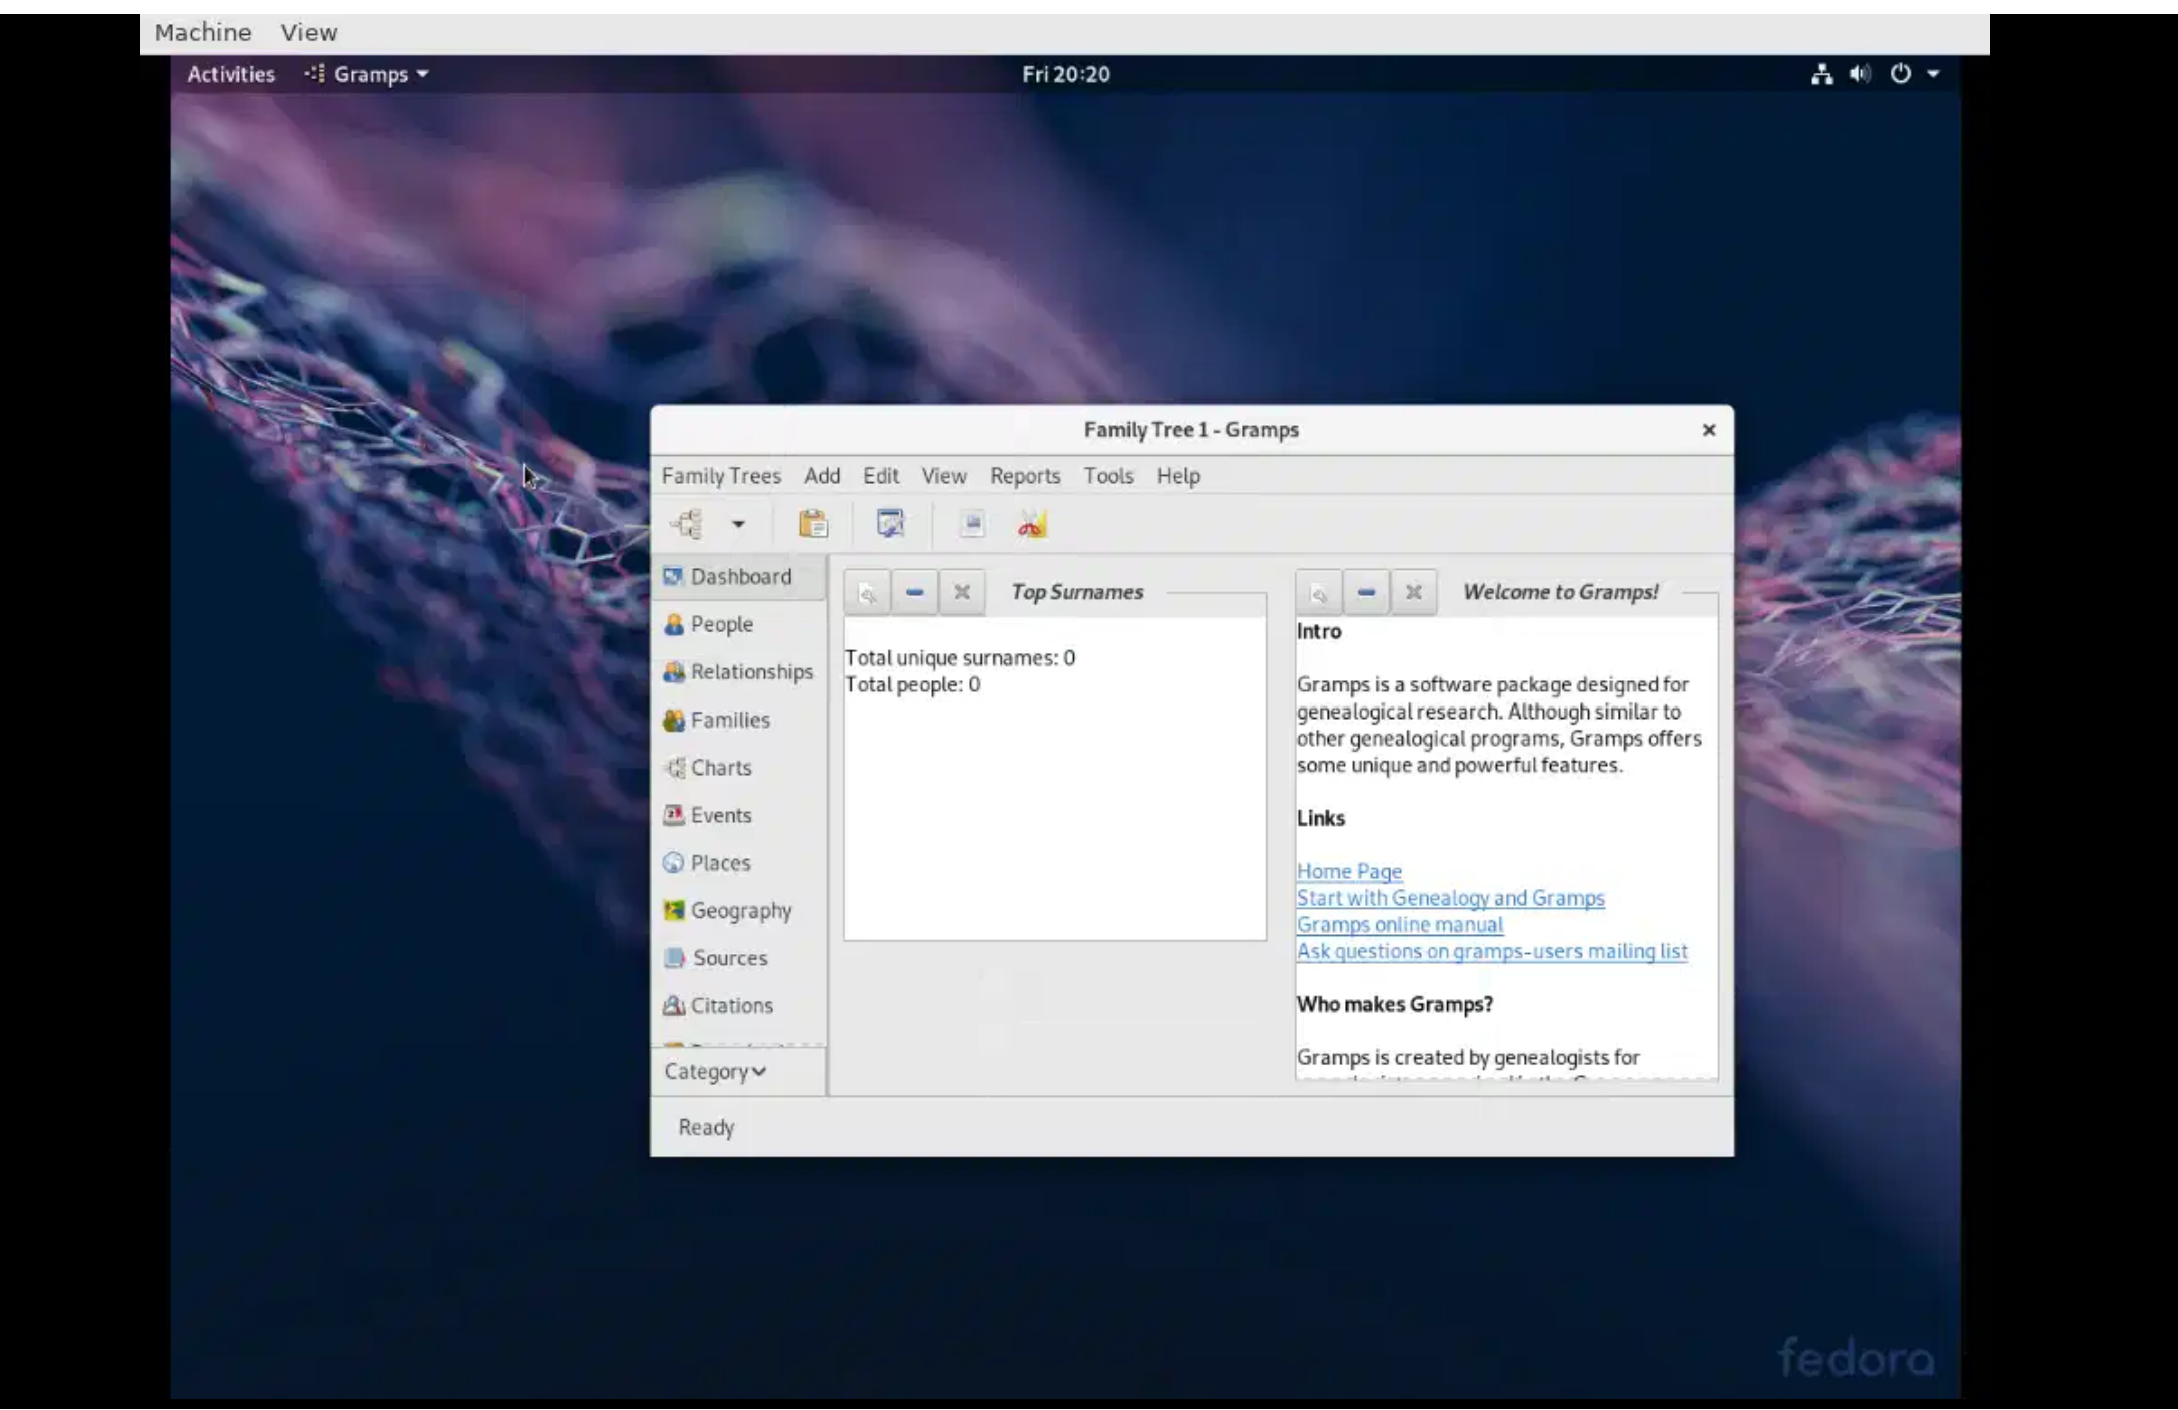 Machine View
Activities Gramps Fri 20:20
Family Tree 1 - Gramps
Family Trees Add Edit View Reports Tools Help
Dashboard
People
Relationships
Families
Charts
Events
Places
Geography
Sources
Citations
Category
Top Surnames
Total unique surnames: 0
Total people: 0
Welcome to Gramps!
Intro
Gramps is a software package designed for
genealogical research. Although similar to
other genealogical programs, Gramps offers
some unique and powerful features.
Links
Home Page
Start with Genealogy and Gramps
Gramps online manual
Ask questions on gramps-users mailing list
Who makes Gramps?
Gramps is created by genealogists for
Ready
fedora